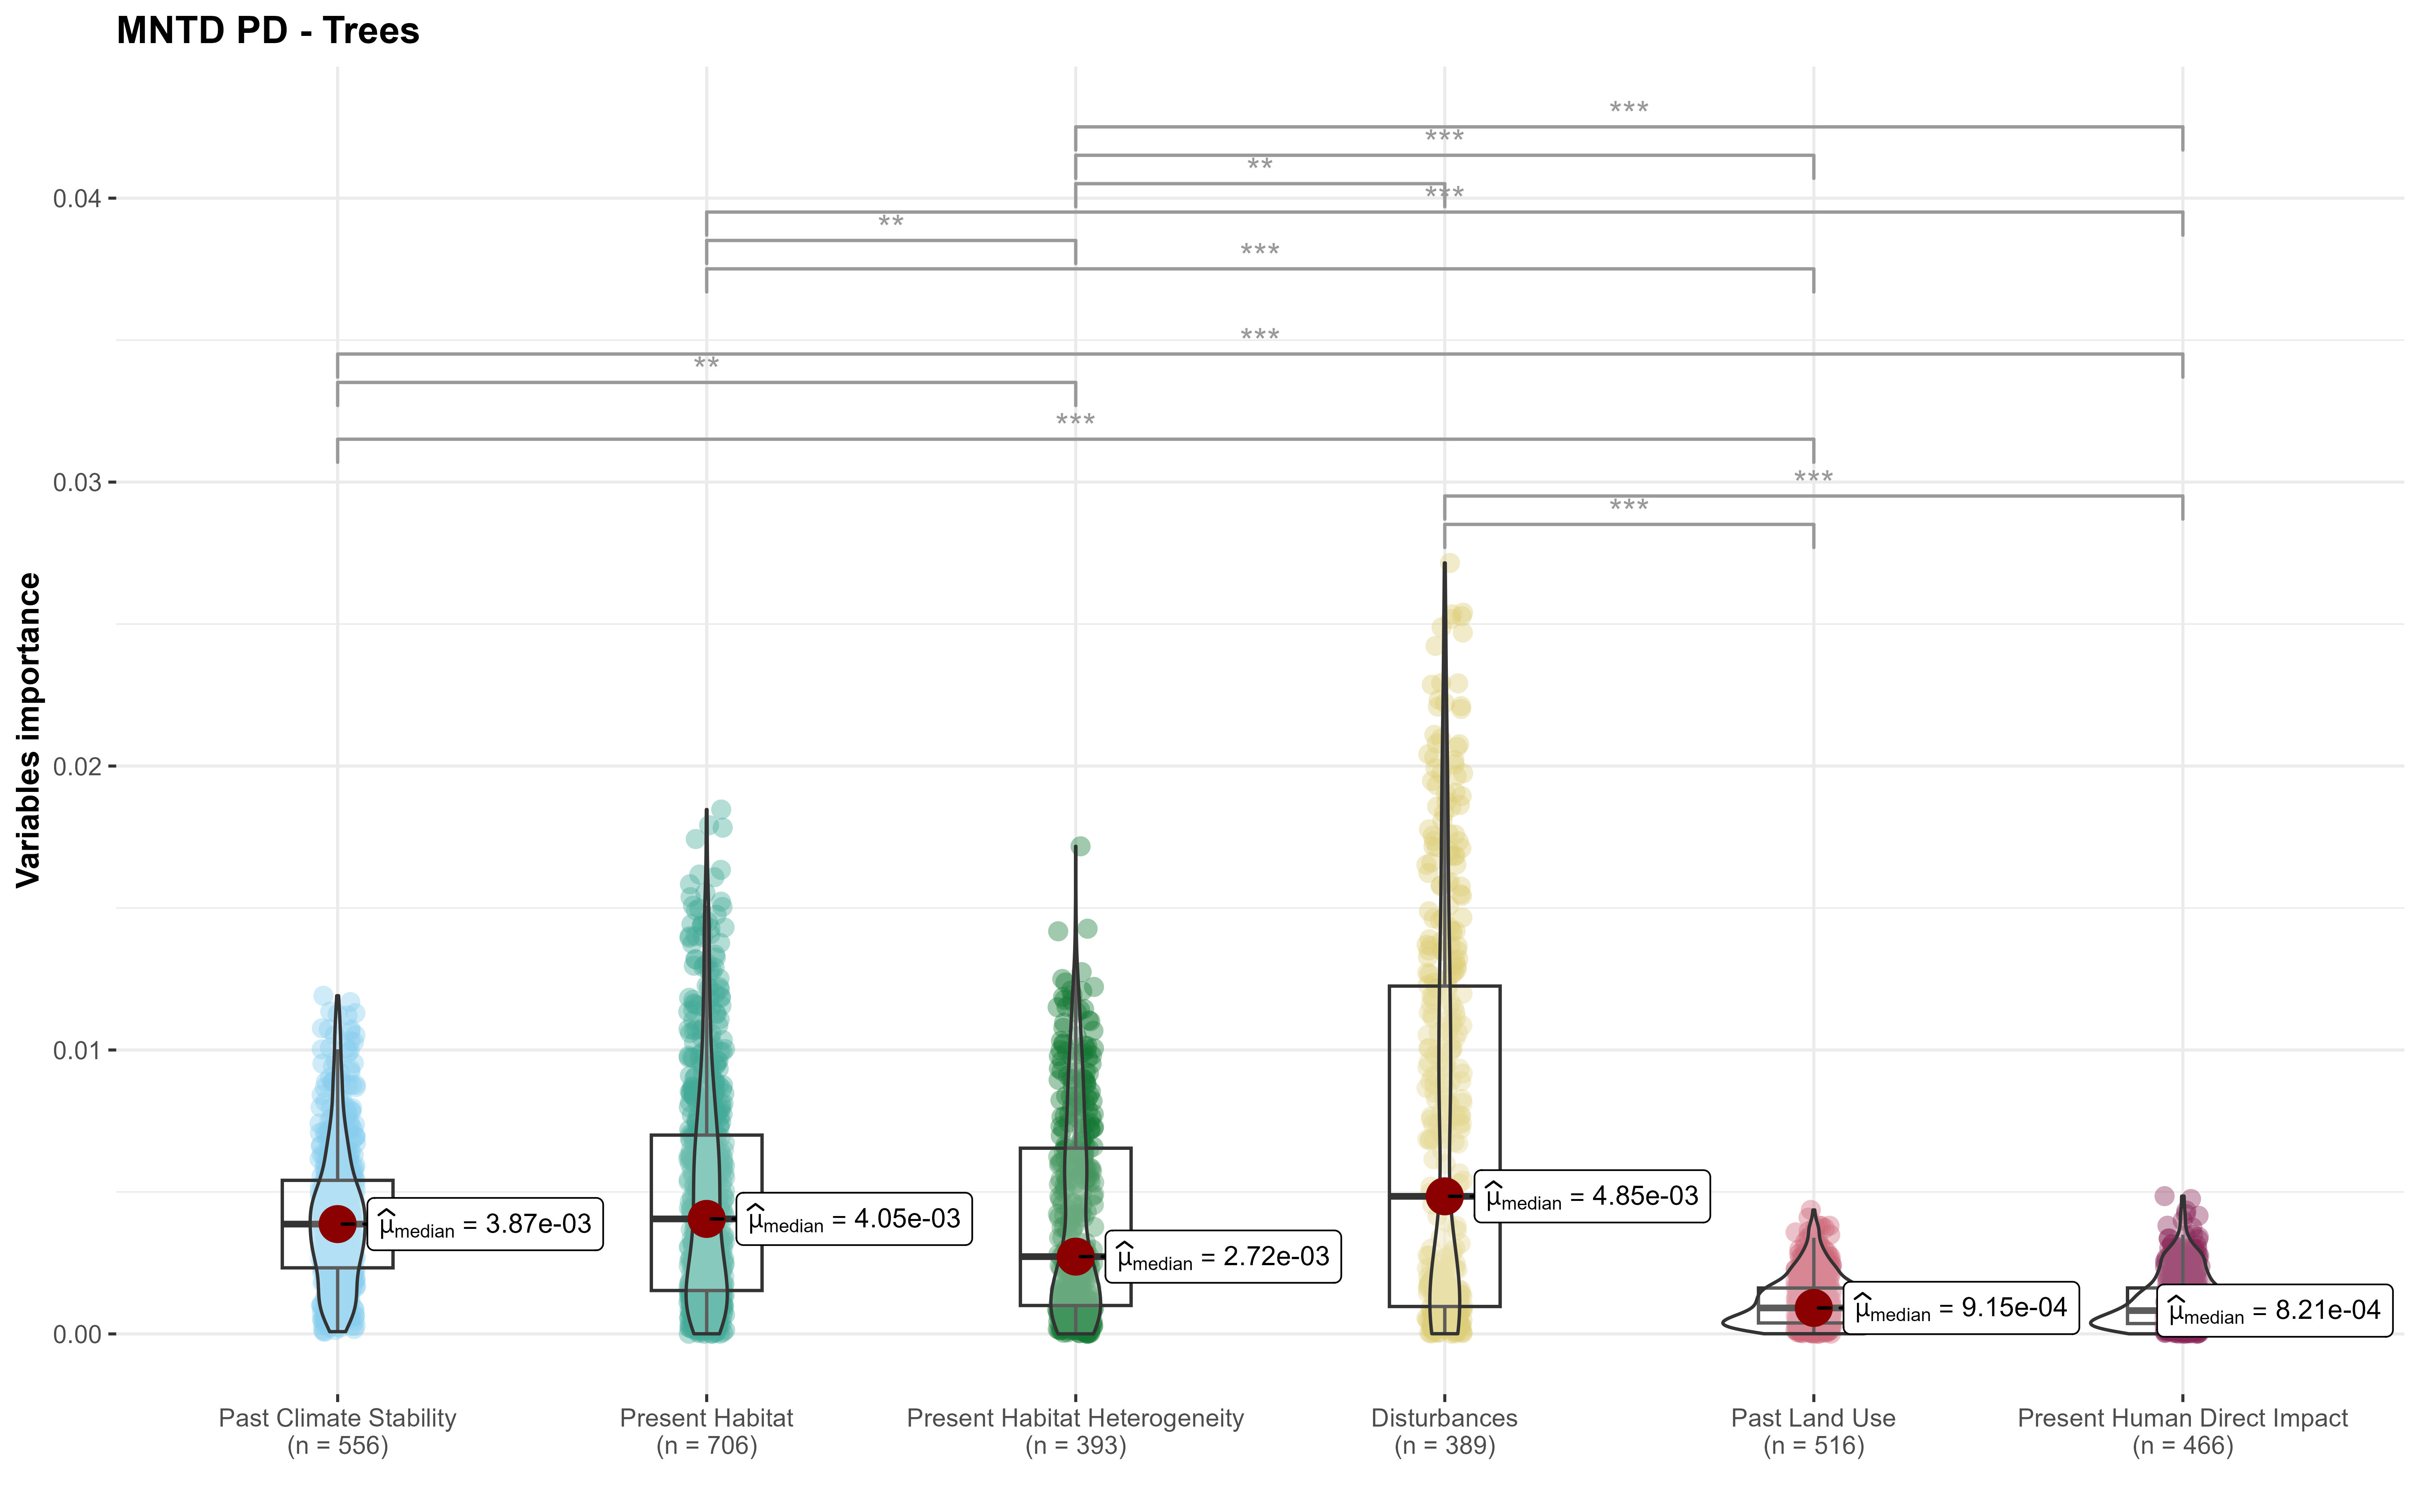 MNTD PD - Trees
***
***
**
***
**
***
***
**
***
***
***
0.04
0.03
0.02
0.01
0.00
Variables importance
μ̂median = 3.87e-03
μ̂median = 4.05e-03
μ̂median = 2.72e-03
μ̂median = 4.85e-03
μ̂median = 9.15e-04
μ̂median = 8.21e-04
Past Climate Stability
(n = 556)
Present Habitat
(n = 706)
Present Habitat Heterogeneity
(n = 393)
Disturbances
(n = 389)
Past Land Use
(n = 516)
Present Human Direct Impact
(n = 466)